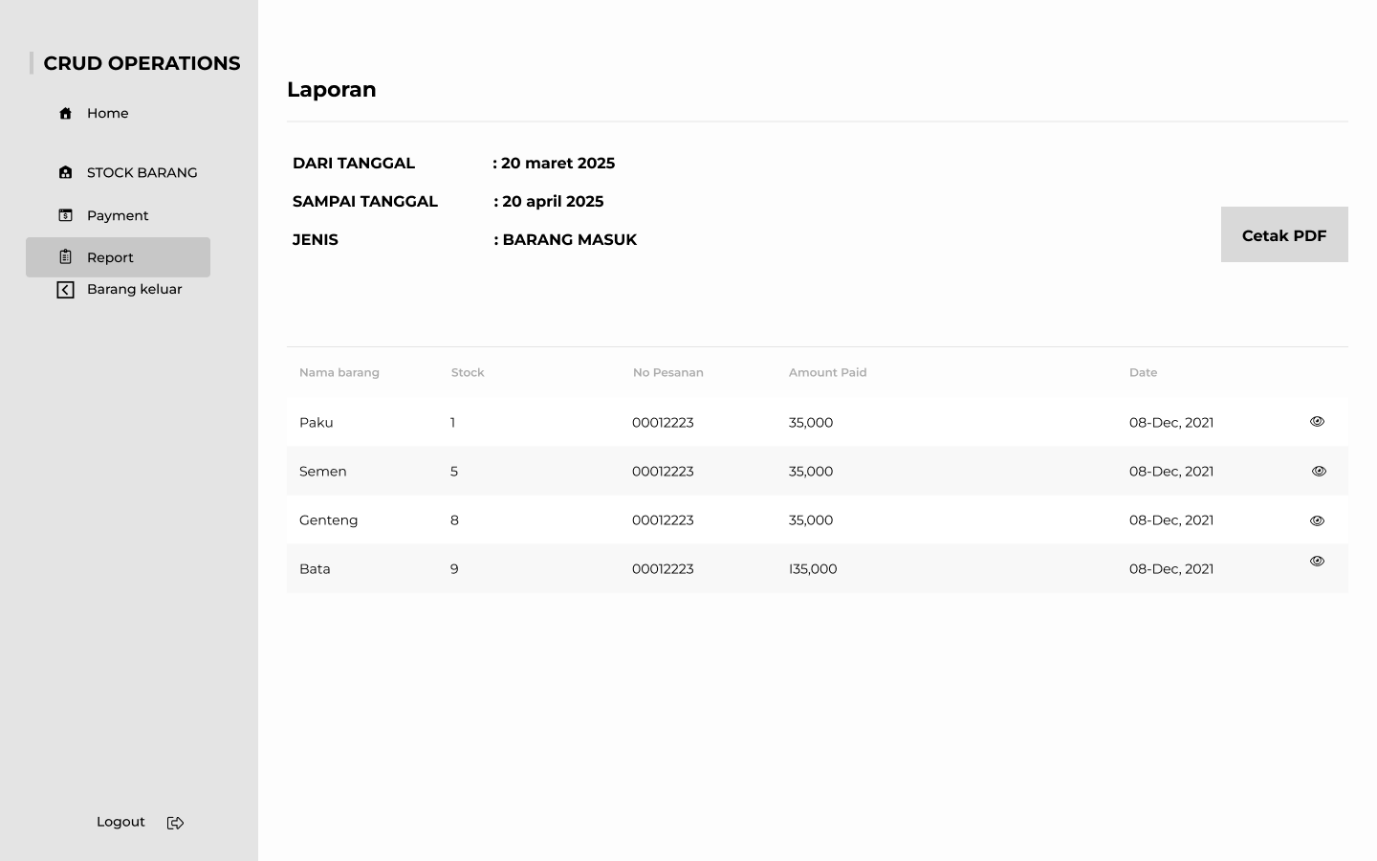 CRUD OPERATIONS
Home
STOCK BARANG
Payment
Report
Barang keluar
Logout
Laporan
DARI TANGGAL : 20 maret 2025
SAMPAI TANGGAL : 20 april 2025
JENIS : BARANG MASUK
Cetak PDF
Nama barang Stock No Pesanan Amount Paid Date
Paku 1 00012223 35,000 08-Dec, 2021
Semen 5 00012223 35,000 08-Dec, 2021
Genteng 8 00012223 35,000 08-Dec, 2021
Bata 9 00012223 I35,000 08-Dec, 2021